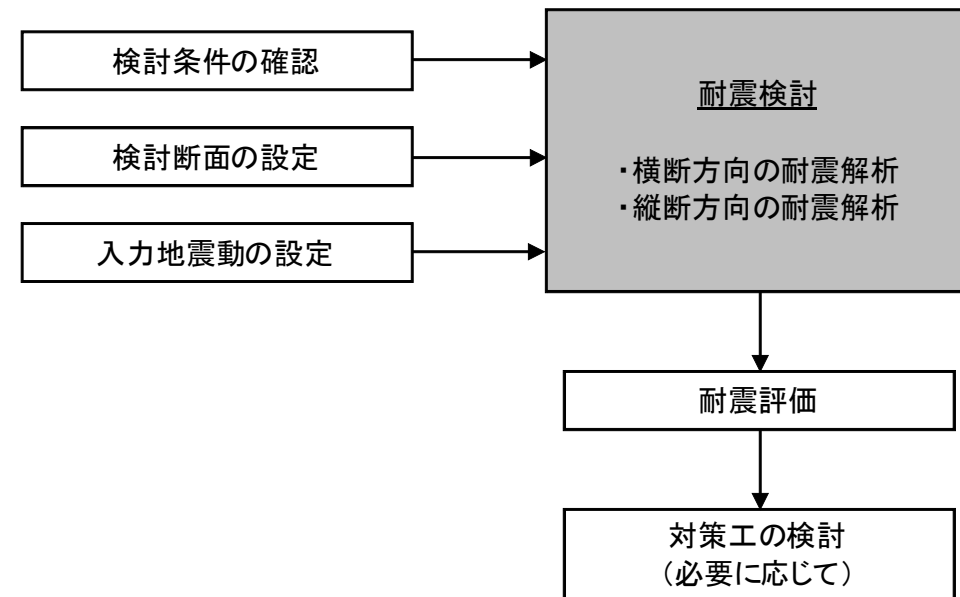 検討条件の確認
検討断面の設定
入力地震動の設定
耐震検討
・横断方向の耐震解析
・縦断方向の耐震解析
耐震評価
対策工の検討
（必要に応じて）